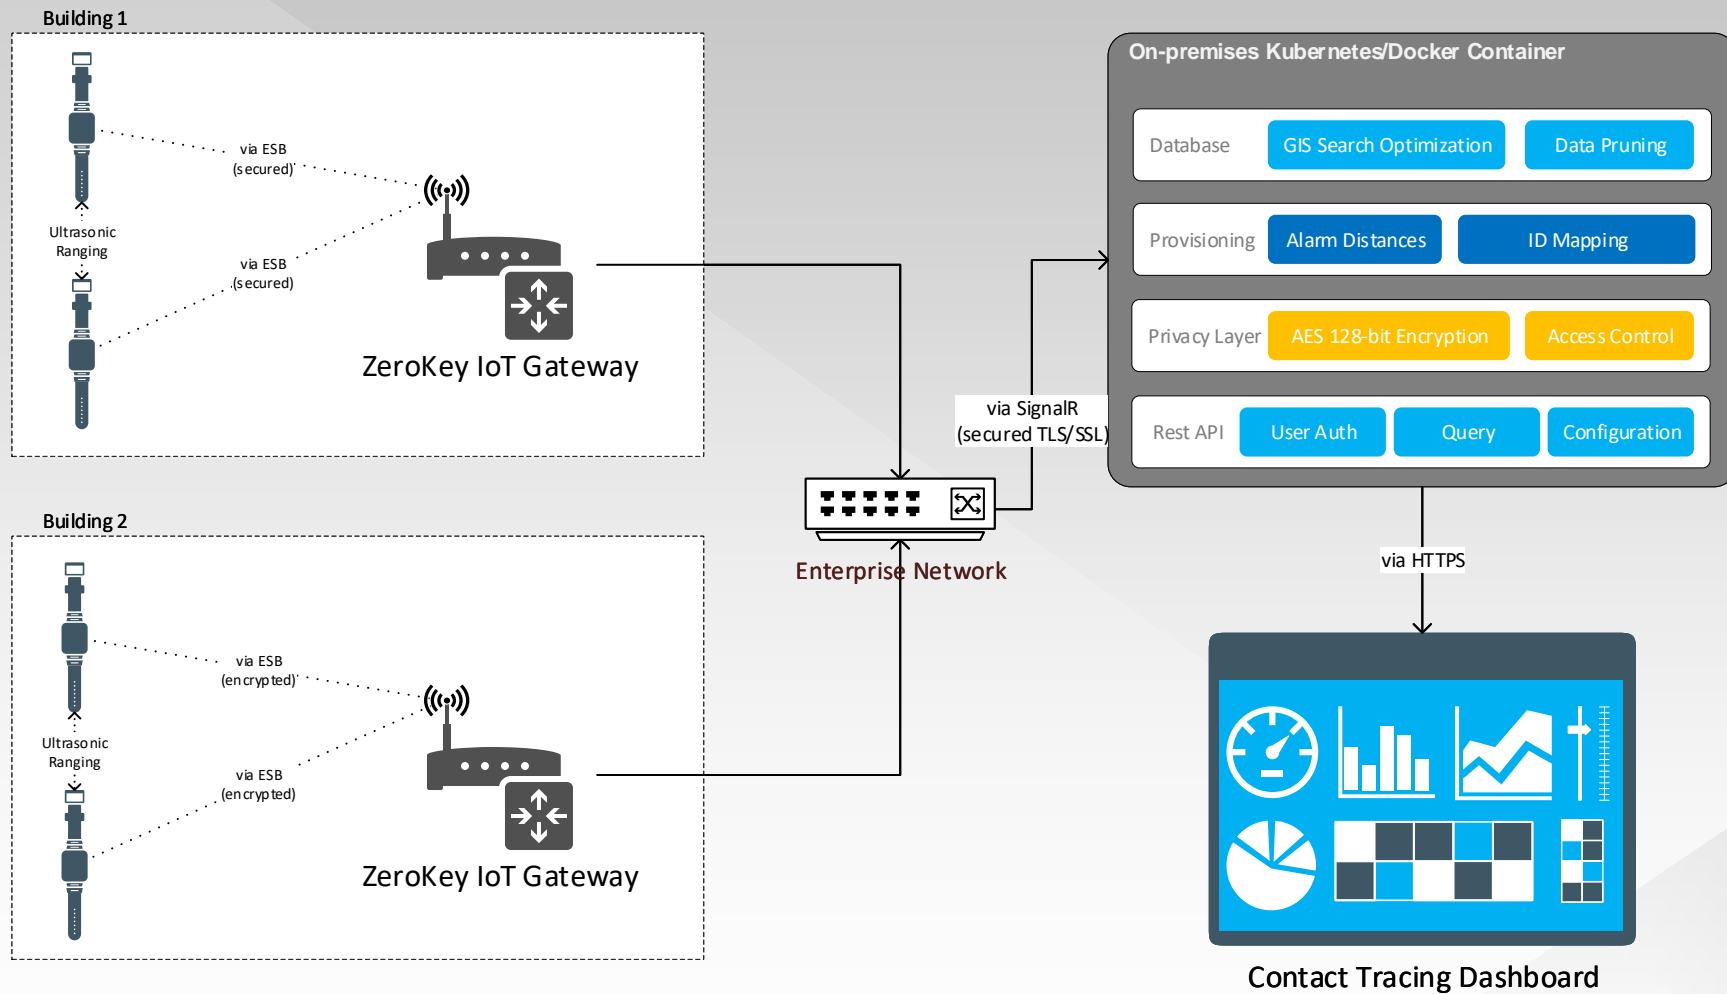 Building 1
via ESB
(secured)
Ultrasonic
Ranging
via ESB
(secured)
ZeroKey IoT Gateway
Building 2
via ESB
(encrypted)
Ultrasonic
Ranging
via ESB
(encrypted)
ZeroKey IoT Gateway
Enterprise Network
via SignalR
(secured TLS/SSL)
On-premises Kubernetes/Docker Container
Database GIS Search Optimization Data Pruning
Provisioning Alarm Distances ID Mapping
Privacy Layer AES 128-bit Encryption Access Control
Rest API User Auth Query Configuration
via HTTPS
Contact Tracing Dashboard